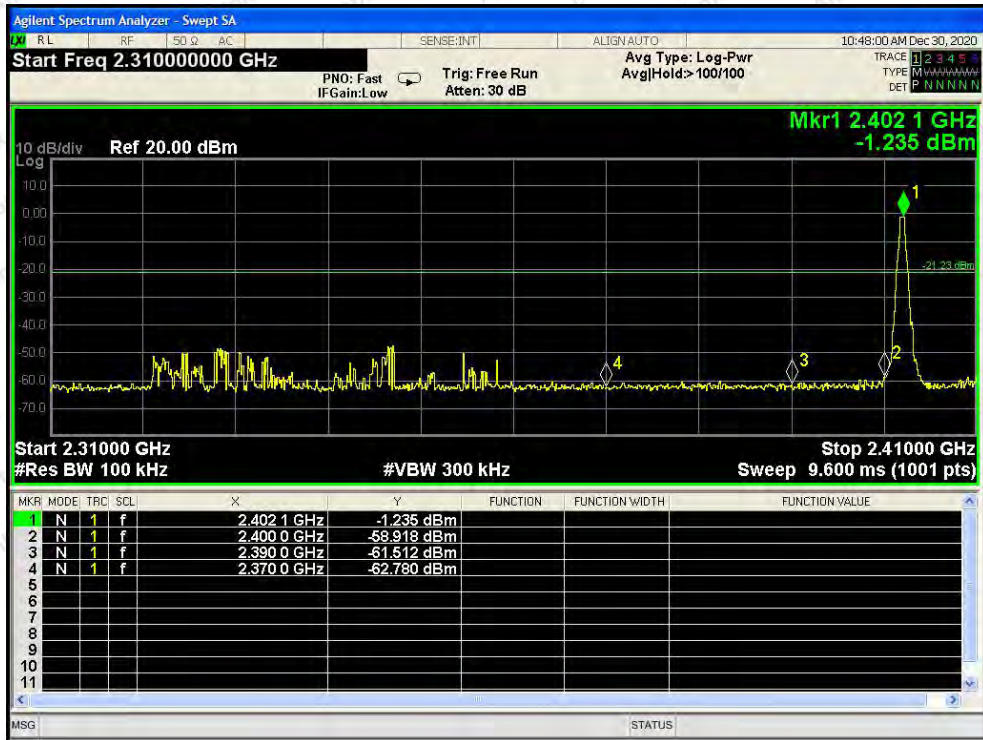 Agilent Spectrum Analyzer - Swept SA
LXI RL RF 50 Ω AC SENSE:INT ALIGN AUTO 10:48:00 AM Dec 30, 2020
Start Freq 2.310000000 GHz
PNO: Fast
IFGain:Low
Trig: Free Run
Atten: 30 dB
Avg Type: Log-Pwr
Avg|Hold:> 100/100
TRACE 1 2 3 4 5 6
TYPE M
DET P N N N N N
Mkr1 2.402 1 GHz
-1.235 dBm
10 dB/div Ref 20.00 dBm
Log
10.0
0.00
-10.0
-20.0
-30.0
-40.0
-50.0
-60.0
-70.0
1
-21.23 dBm
4
3
2
Start 2.31000 GHz Stop 2.41000 GHz
#Res BW 100 kHz #VBW 300 kHz Sweep 9.600 ms (1001 pts)
MKR MODE TRC SCL X Y FUNCTION FUNCTION WIDTH FUNCTION VALUE
1 N 1 f 2.402 1 GHz -1.235 dBm
2 N 1 f 2.400 0 GHz -58.918 dBm
3 N 1 f 2.390 0 GHz -61.512 dBm
4 N 1 f 2.370 0 GHz -62.780 dBm
5
6
7
8
9
10
11
MSG STATUS